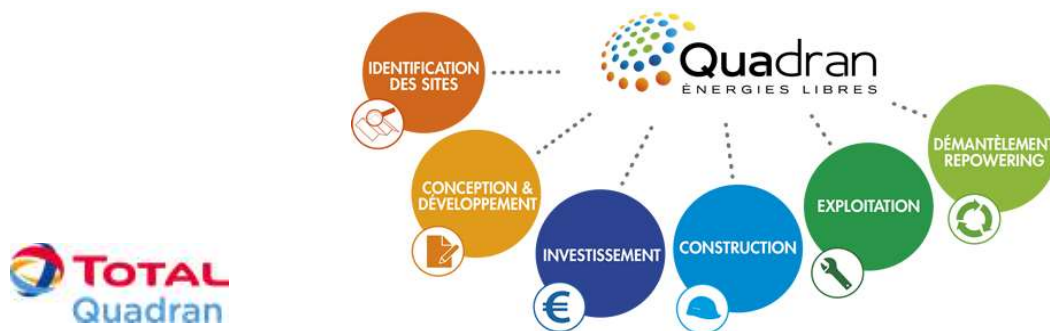 Quadran
ÉNERGIES LIBRES
IDENTIFICATION
DES SITES
CONCEPTION &
DÉVELOPPEMENT
INVESTISSEMENT
€
CONSTRUCTION
EXPLOITATION
DÉMANTÈLEMENT
REPOWERING
TOTAL
Quadran